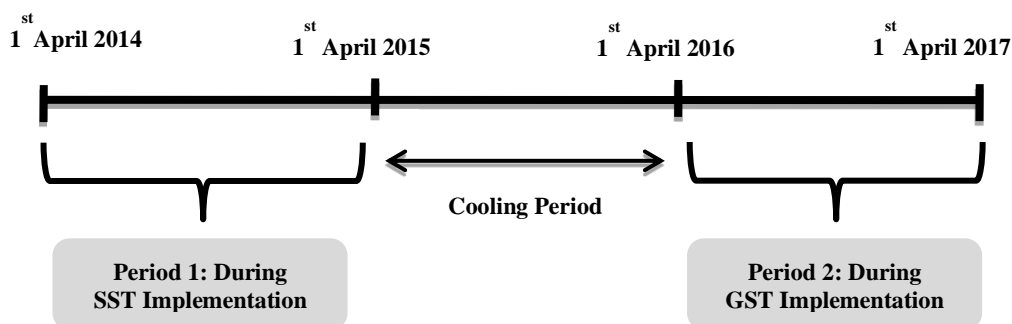 1st April 2014
1st April 2015
1st April 2016
1st April 2017
Cooling Period
Period 1: During
SST Implementation
Period 2: During
GST Implementation